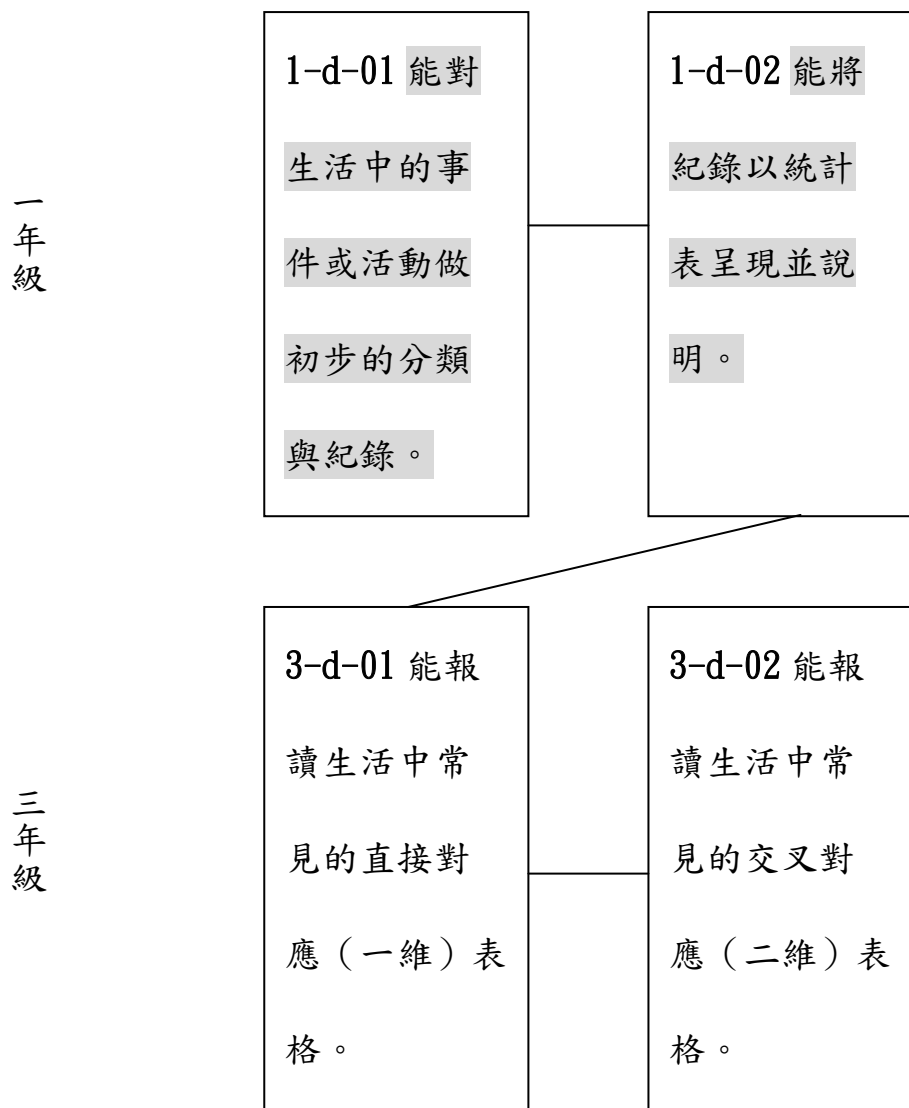 一年級
1-d-01 能對
生活中的事
件或活動做
初步的分類
與紀錄。
1-d-02 能將
紀錄以統計
表呈現並說
明。
三年級
3-d-01 能報
讀生活中常
見的直接對
應（一維）表
格。
3-d-02 能報
讀生活中常
見的交叉對
應（二維）表
格。